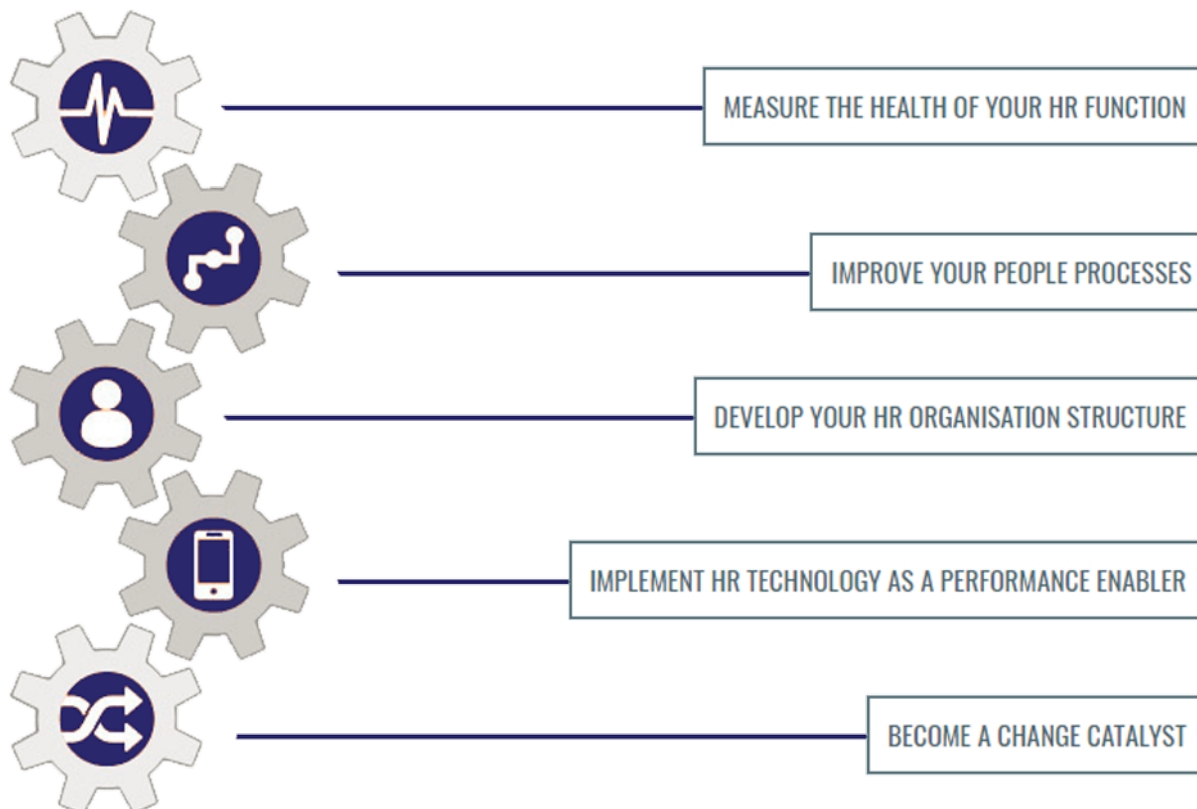 MEASURE THE HEALTH OF YOUR HR FUNCTION
IMPROVE YOUR PEOPLE PROCESSES
DEVELOP YOUR HR ORGANISATION STRUCTURE
IMPLEMENT HR TECHNOLOGY AS A PERFORMANCE ENABLER
BECOME A CHANGE CATALYST